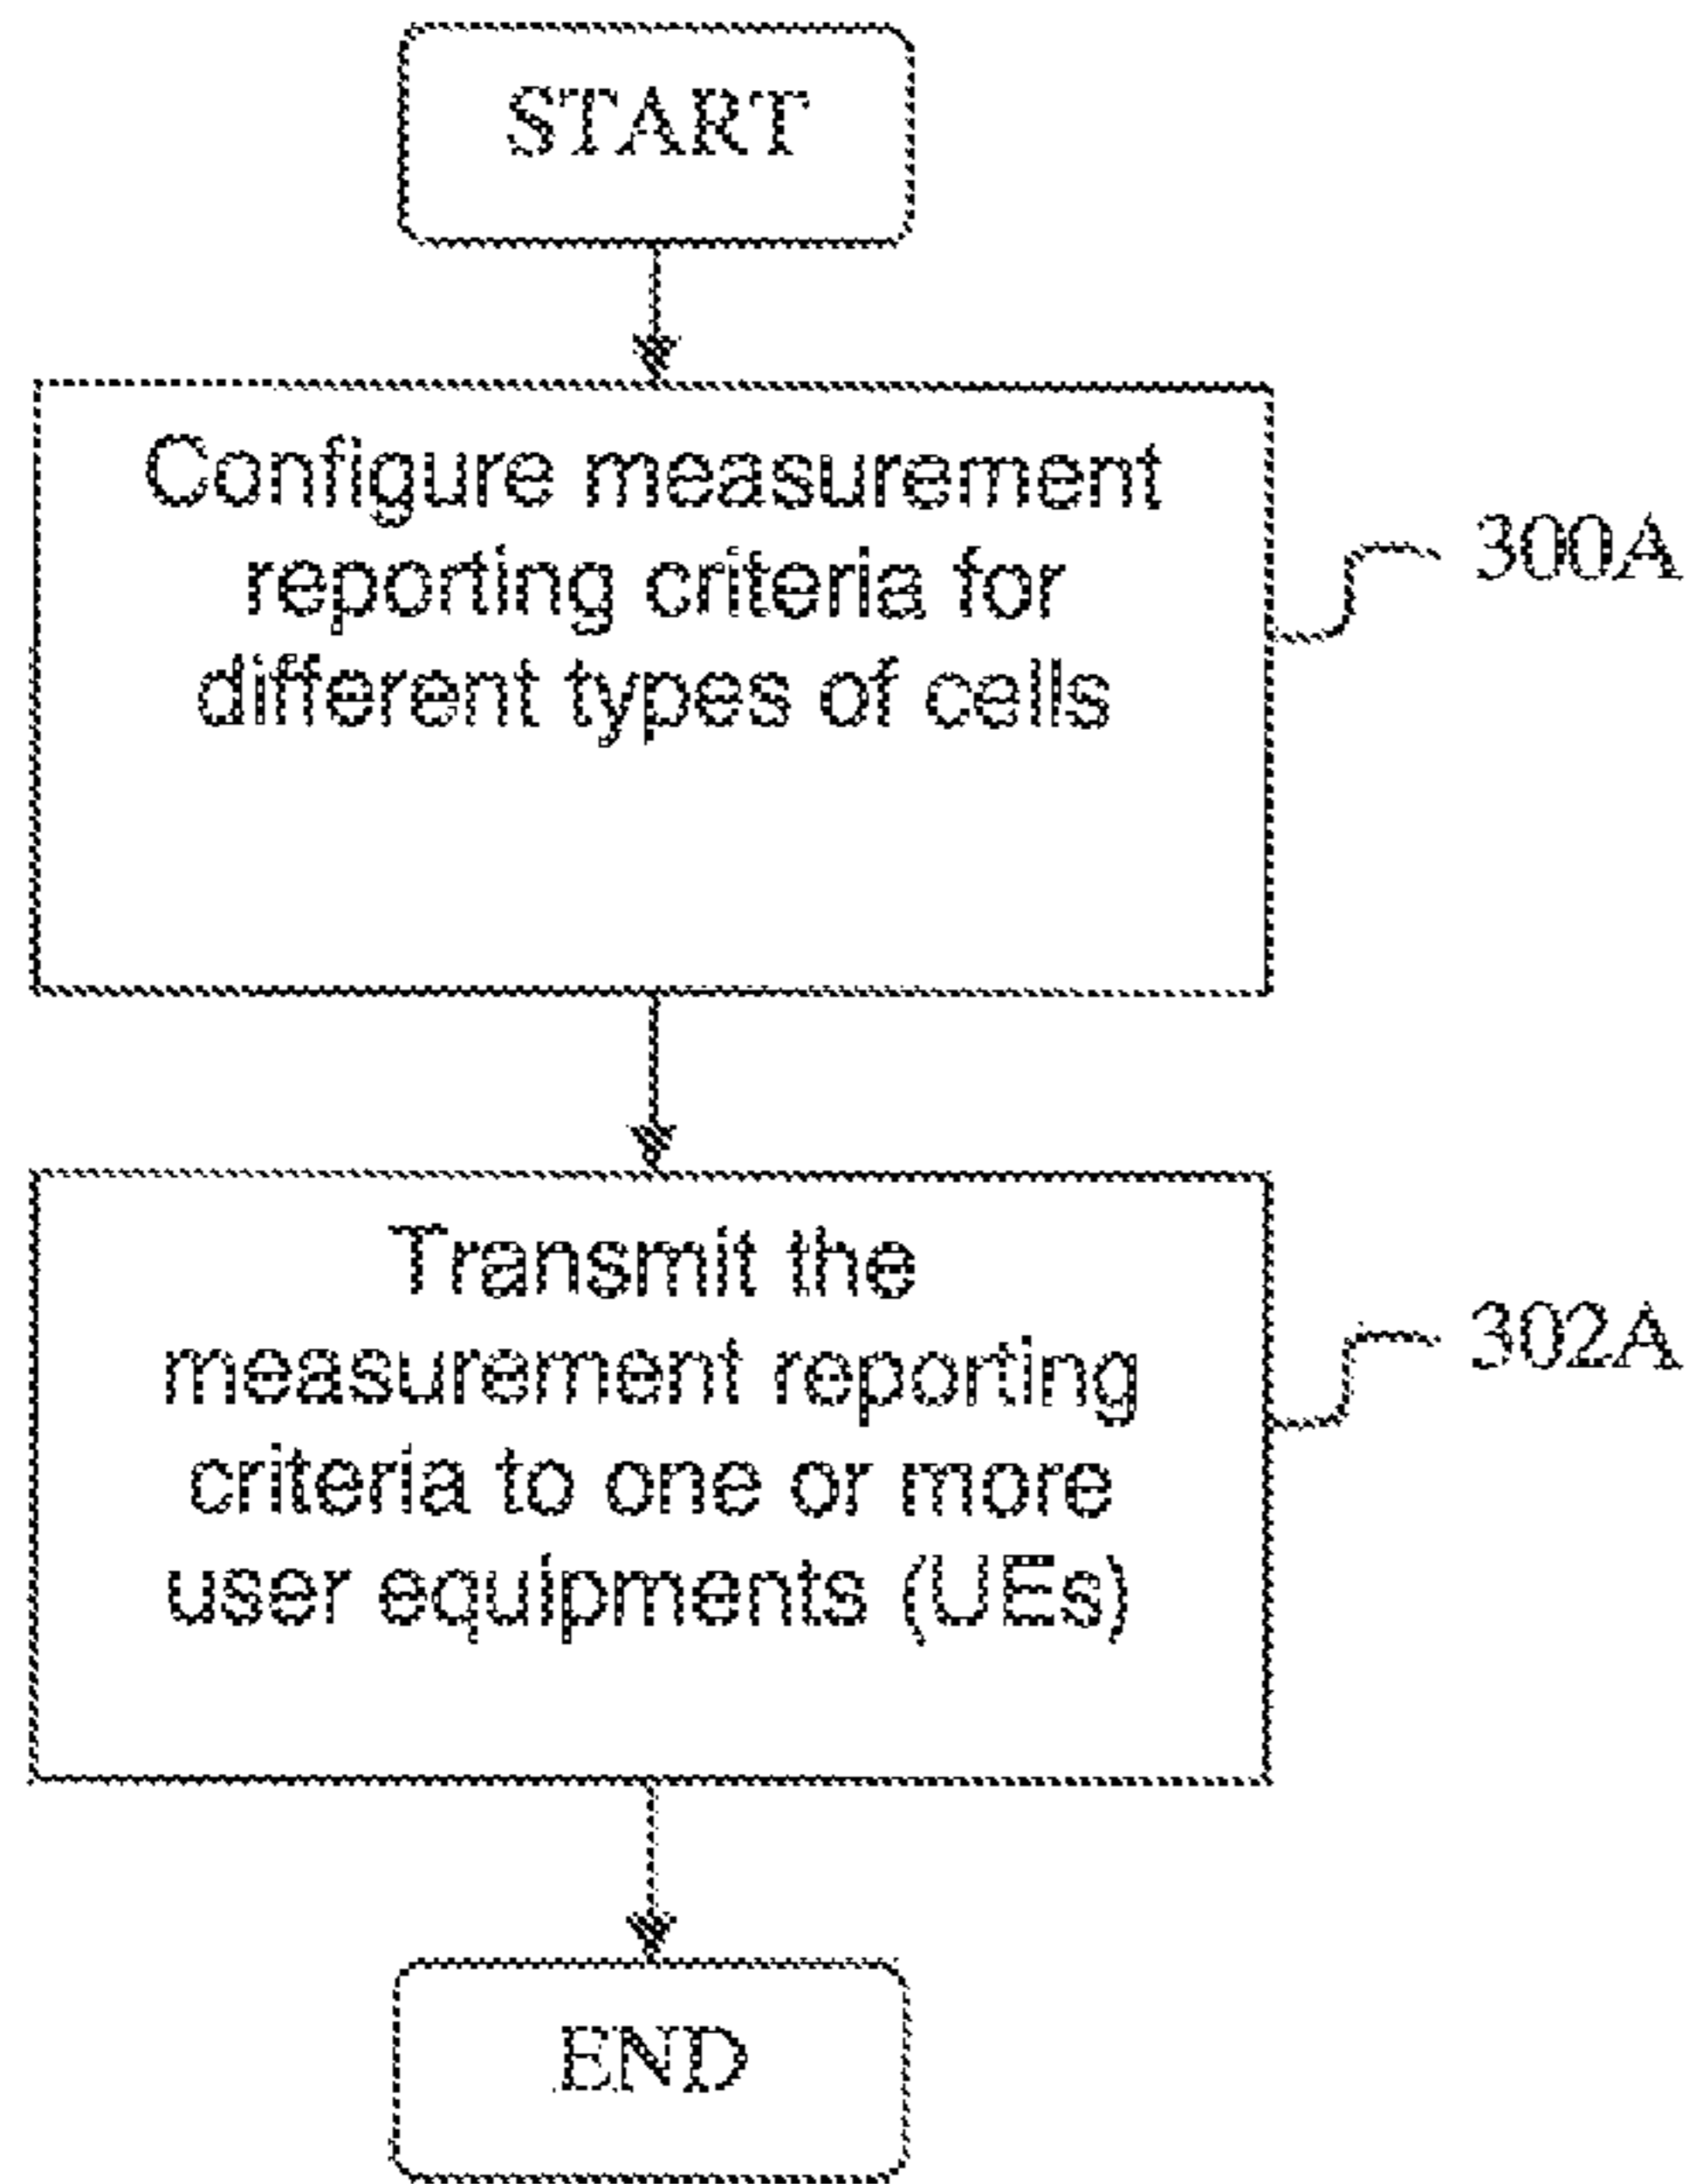 START
Configure measurement
reporting criteria for
different types of cells
300A
Transmit the
measurement reporting
criteria to one or more
user equipments (UEs)
302A
END